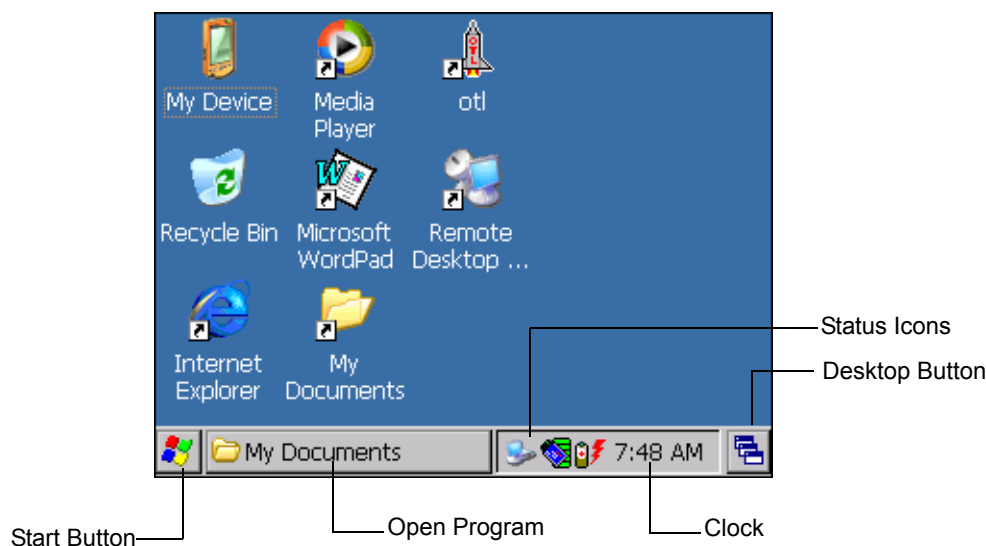 My Device
Media
Player
OTL
otl
Recycle Bin
Microsoft
WordPad
W
Remote
Desktop ...
Internet
Explorer
My
Documents
Status Icons
Desktop Button
My Documents
7:48 AM
Start Button
Open Program
Clock